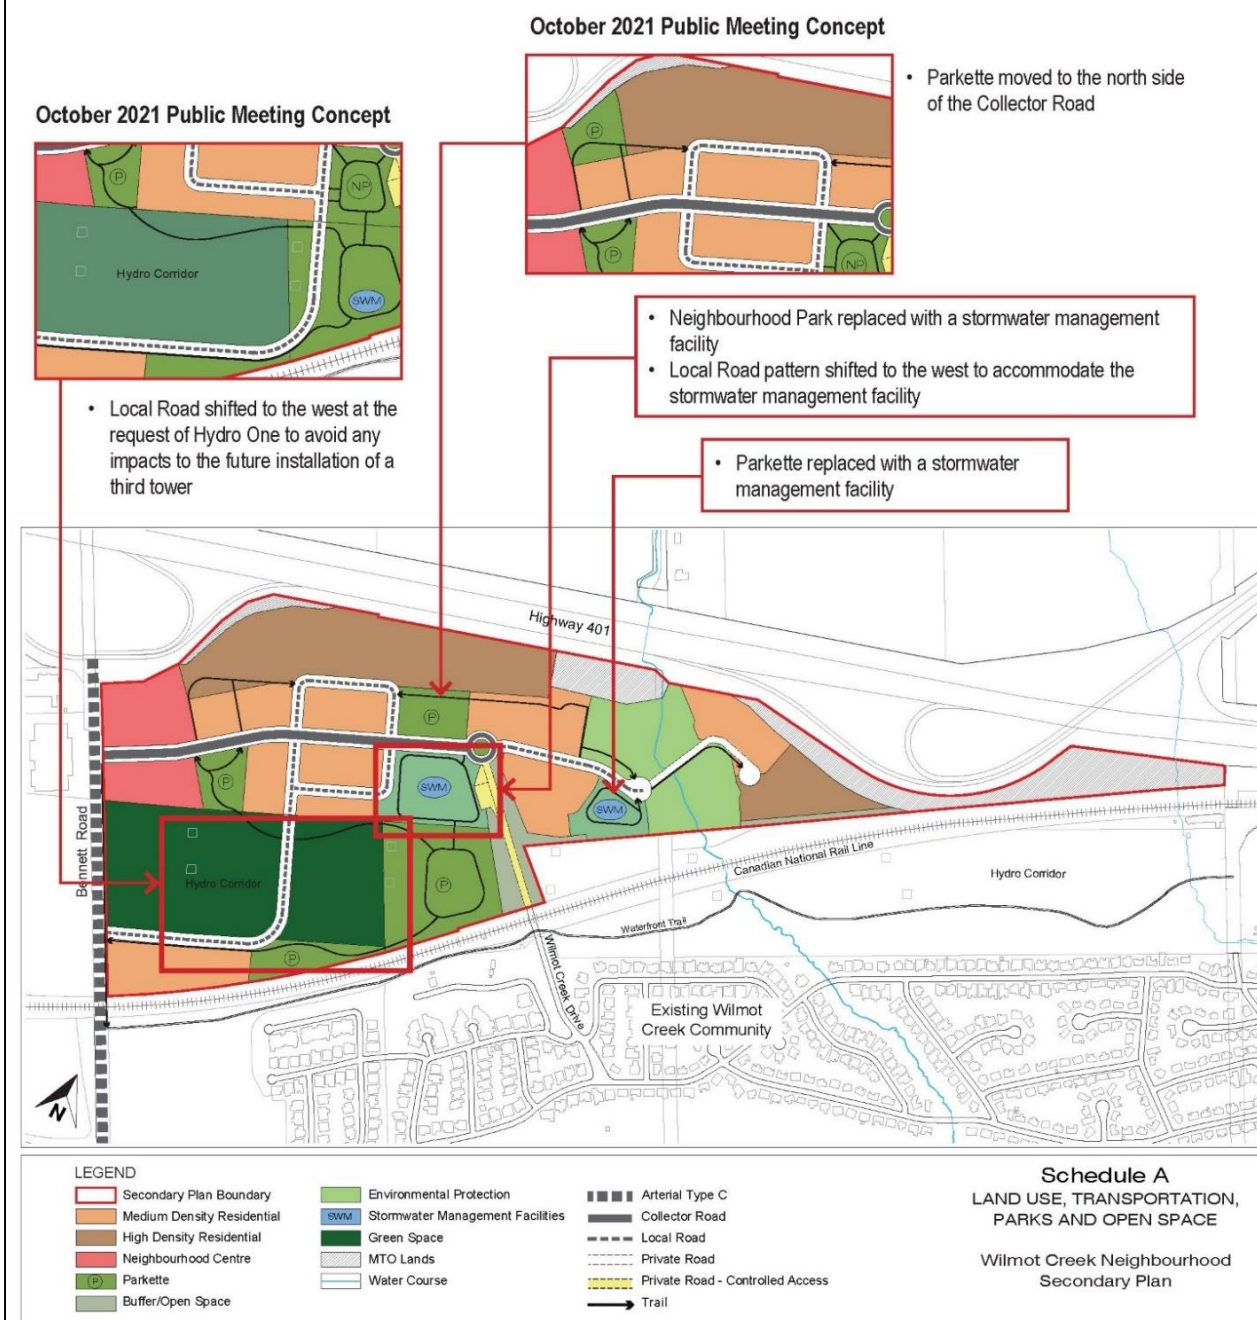 October 2021 Public Meeting Concept
P
P
NP
• Parkette moved to the north side
of the Collector Road
October 2021 Public Meeting Concept
P
NP
Hydro Corridor
SWM
• Local Road shifted to the west at the
request of Hydro One to avoid any
impacts to the future installation of a
third tower
• Neighbourhood Park replaced with a stormwater management
facility
• Local Road pattern shifted to the west to accommodate the
stormwater management facility
• Parkette replaced with a stormwater
management facility
Highway 401
P
P
SWM
SWM
Bennett Road
Hydro Corridor
P
P
Canadian National Rail Line
Hydro Corridor
Waterfront Trail
Wilmot Creek Drive
Existing Wilmot
Creek Community
N
LEGEND
Secondary Plan Boundary
Medium Density Residential
High Density Residential
Neighbourhood Centre
P Parkette
Buffer/Open Space
Environmental Protection
SWM Stormwater Management Facilities
Green Space
MTO Lands
Water Course
Arterial Type C
Collector Road
Local Road
Private Road
Private Road - Controlled Access
Trail
Schedule A
LAND USE, TRANSPORTATION,
PARKS AND OPEN SPACE
Wilmot Creek Neighbourhood
Secondary Plan